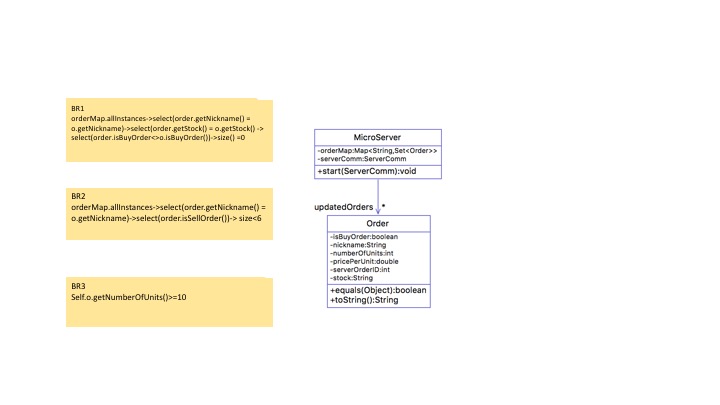 BR1
orderMap.allInstances->select(order.getNickname() =
o.getNickname)->select(order.getStock() = o.getStock() ->
select(order.isBuyOrder<>o.isBuyOrder())->size() =0
BR2
orderMap.allInstances->select(order.getNickname() =
o.getNickname)->select(order.isSellOrder())-> size<6
BR3
Self.o.getNumberOfUnits()>=10
MicroServer
-orderMap:Map<String,Set<Order>>
-serverComm:ServerComm
+start(ServerComm):void
updatedOrders *
Order
-isBuyOrder:boolean
-nickname:String
-numberOfUnits:int
-pricePerUnit:double
-serverOrderID:int
-stock:String
+equals(Object):boolean
+toString():String